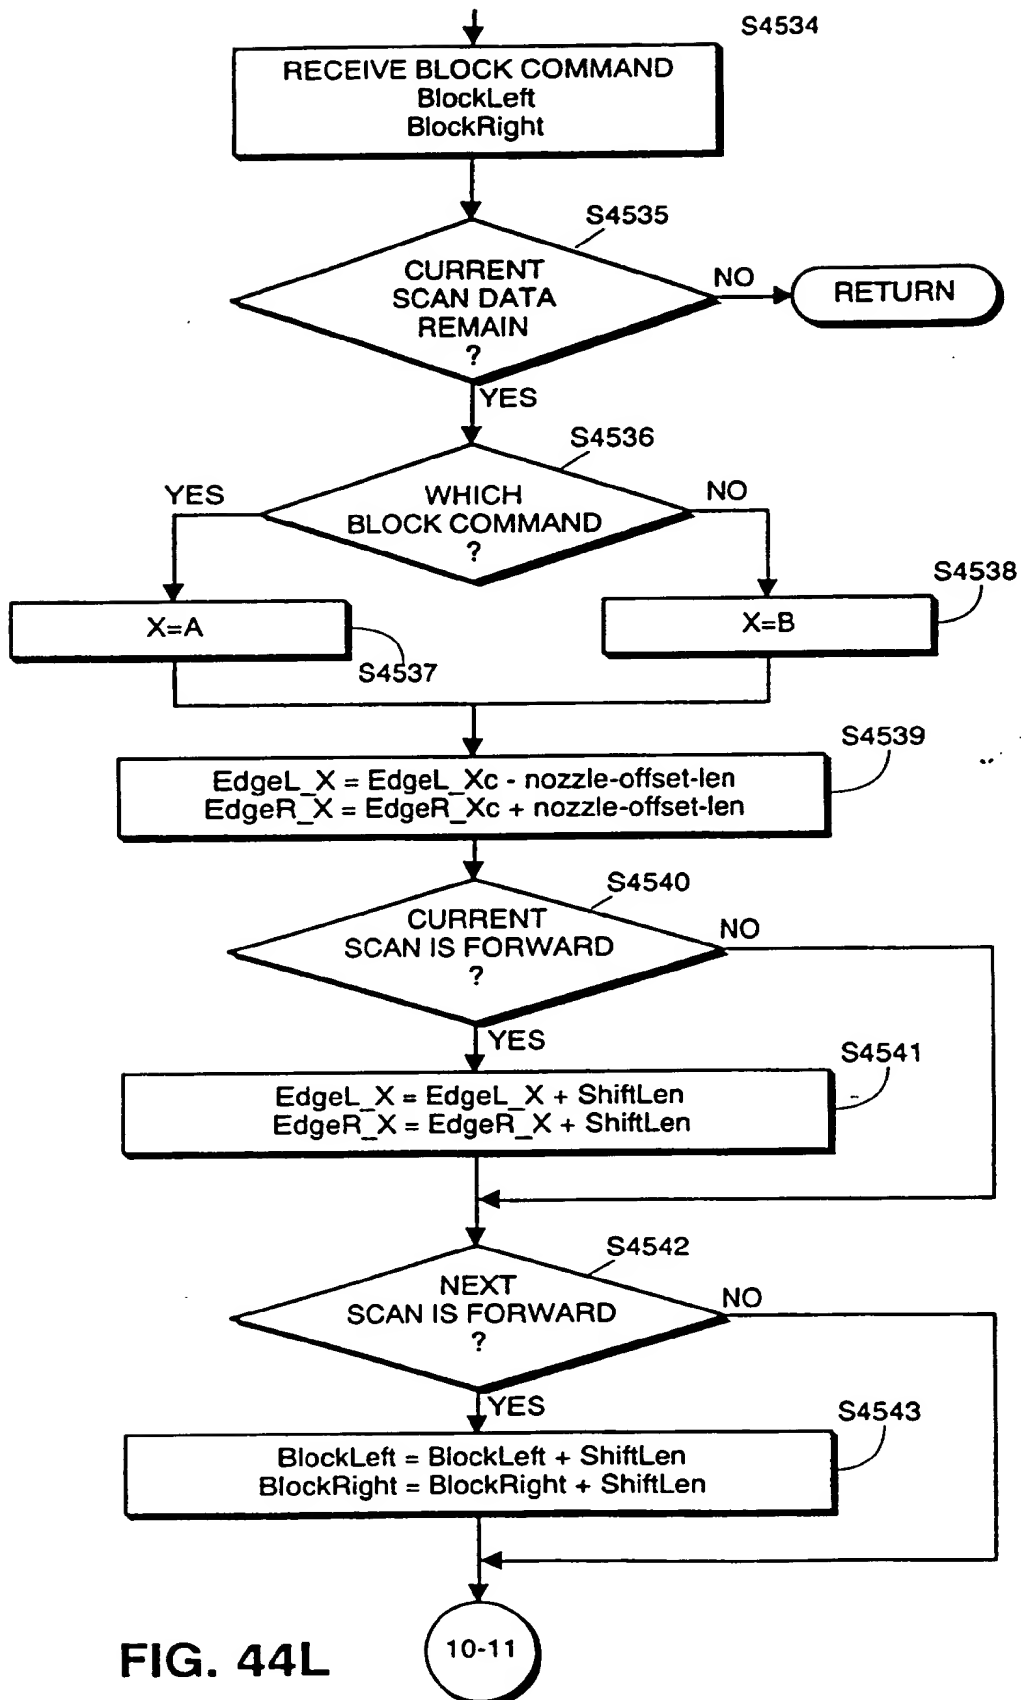 S4534
RECEIVE BLOCK COMMAND
BlockLeft
BlockRight
S4535
CURRENT
SCAN DATA
REMAIN
?
NO
RETURN
YES
S4536
YES
WHICH
BLOCK COMMAND
?
NO
S4538
X=A
X=B
S4537
S4539
EdgeL_X = EdgeL_Xc - nozzle-offset-len
EdgeR_X = EdgeR_Xc + nozzle-offset-len
S4540
CURRENT
SCAN IS FORWARD
?
NO
YES
S4541
EdgeL_X = EdgeL_X + ShiftLen
EdgeR_X = EdgeR_X + ShiftLen
S4542
NEXT
SCAN IS FORWARD
?
NO
YES
S4543
BlockLeft = BlockLeft + ShiftLen
BlockRight = BlockRight + ShiftLen
10-11
FIG. 44L